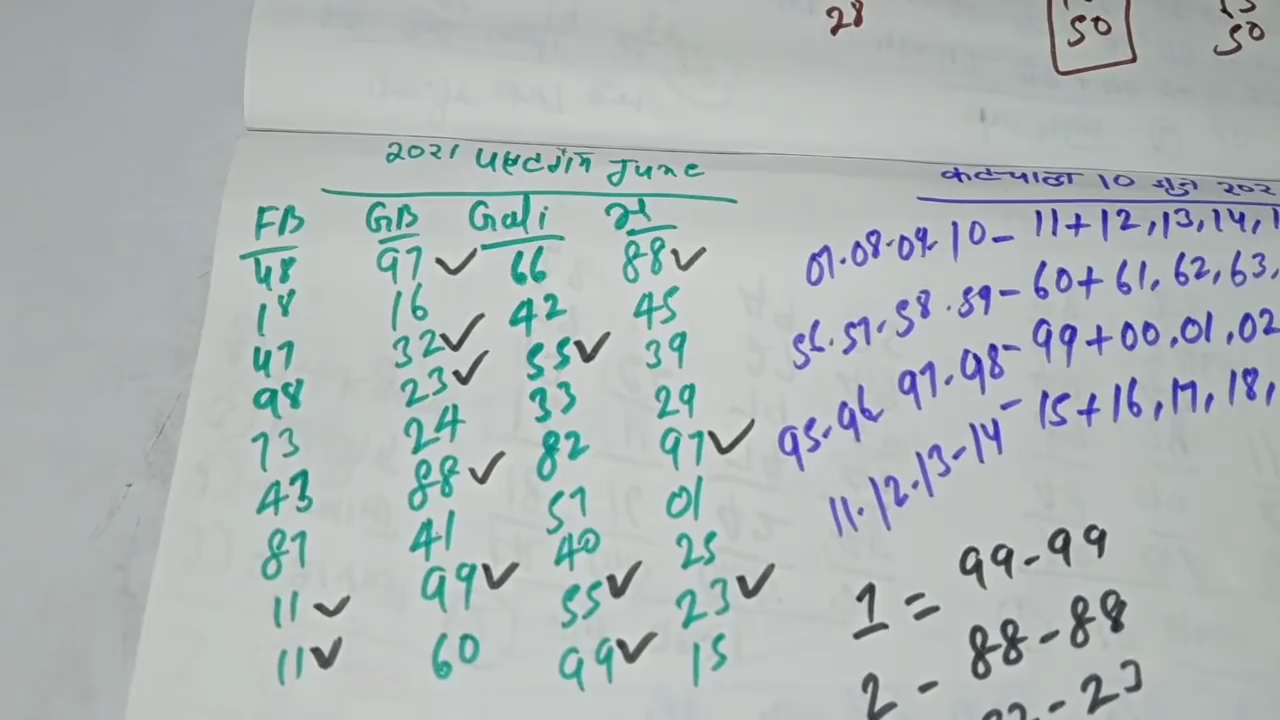 28 50 50
2021 June
FB GB Gali
48 97 66 88
18 16 42 45
47 32 55 39
98 23 33 29
73 24 82 97
43 88 57 01
87 41 40 25
11 99 55 23
11 60 99 15
10 202
07.08.09.10- 11+12,13,14,1
56.57.58.59-60+61,62,63,
95.96 97.98-99+00,01,02
11.12.13-14-15+16,17,18,
1 = 99-99
2 - 88-88
- 23